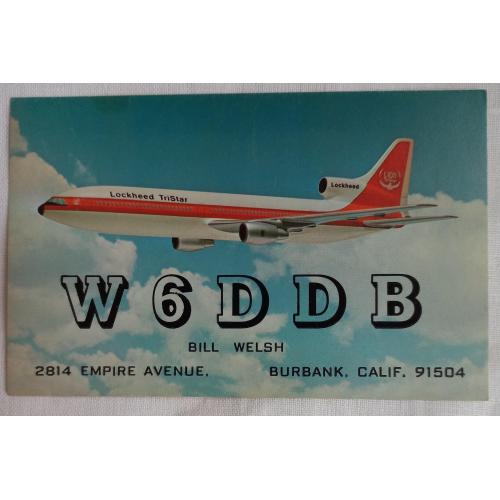 Lockheed
Lockheed TriStar
W6DDB
BILL WELSH
2814 EMPIRE AVENUE, BURBANK, CALIF. 91504